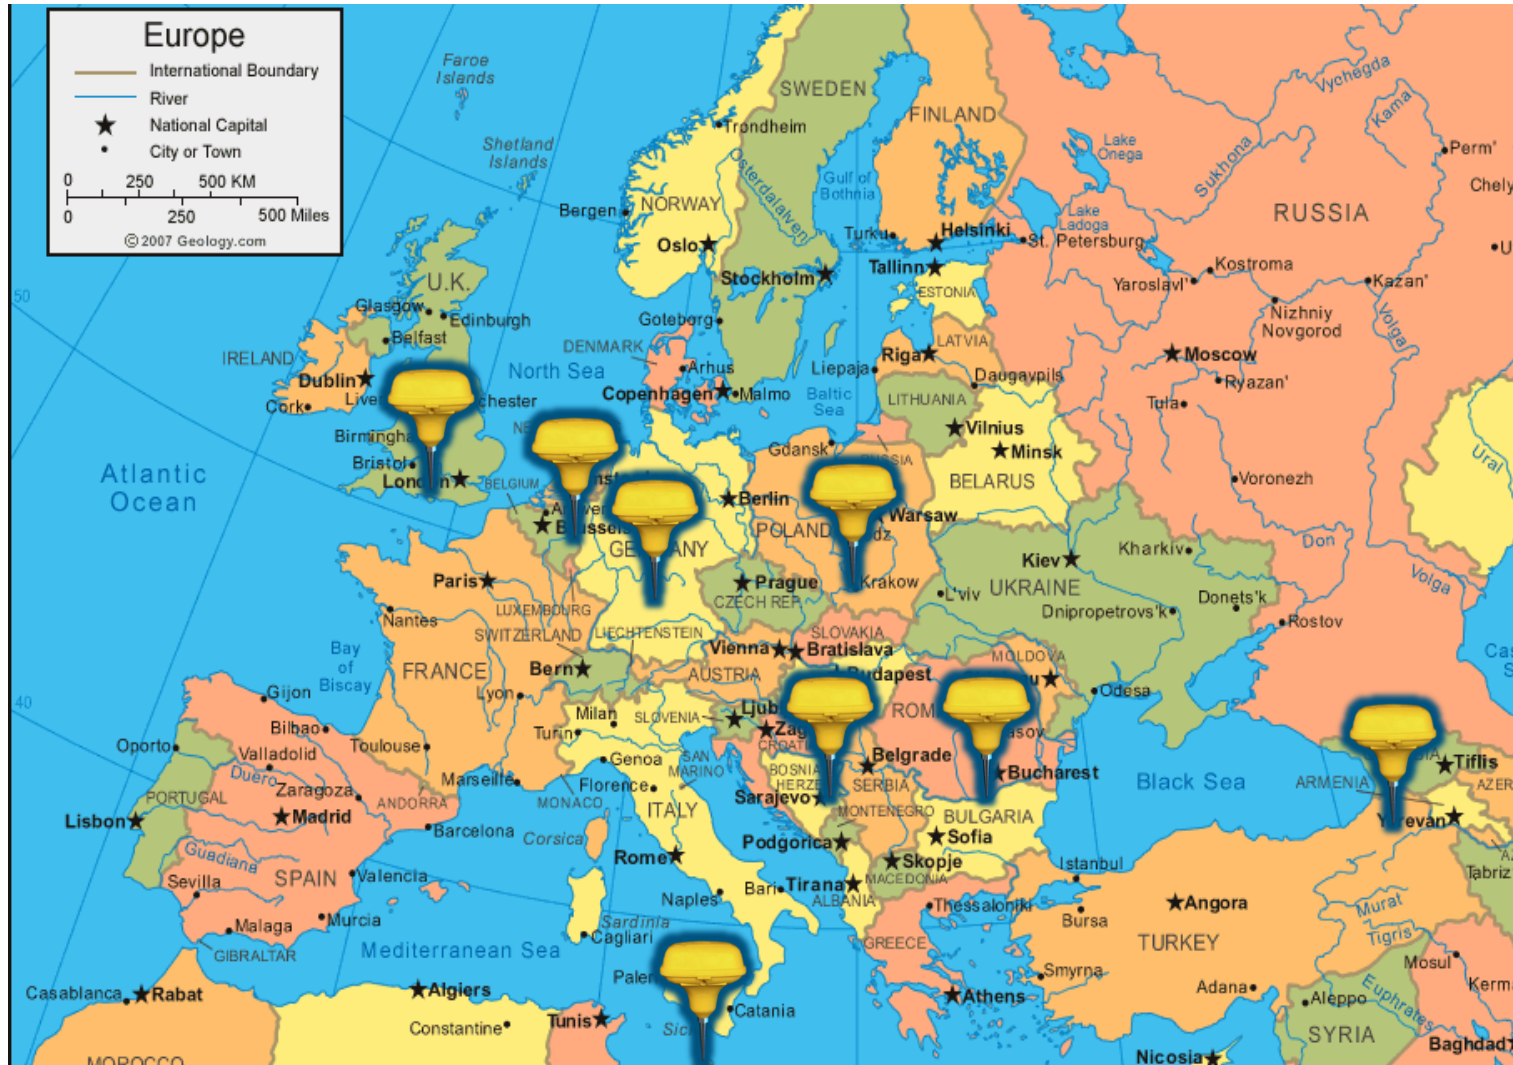 Europe
International Boundary
River
National Capital
City or Town
0 250 500 KM
0 250 500 Miles
© 2007 Geology.com
Faroe
Islands
Shetland
Islands
SWEDEN
FINLAND
Vychegda
Kama
Trondheim
Osterdalalven
Gulf of
Bothnia
Lake
Onega
Sukhona
Perm'
Bergen
NORWAY
Oslo
Turku
Helsinki
Lake
Ladoga
St. Petersburg
RUSSIA
Stockholm
Tallinn
ESTONIA
Yaroslavl'
Kostroma
Kazan'
Nizhniy
Novgorod
Volga
50
U.K.
Glasgow
Edinburgh
Belfast
IRELAND
Dublin
Cork
North Sea
Goteborg
DENMARK
Arhus
Copenhagen
Malmo
Liepaja
Riga
LATVIA
Daugavpils
Baltic
Sea
LITHUANIA
Vilnius
Minsk
BELARUS
Moscow
Ryazan'
Tula
Voronezh
Ural
Atlantic
Ocean
Bristol
BELGIUM
Gdansk
Berlin
POLAND
Warsaw
Krakow
Kiev
Kharkiv
UKRAINE
L'viv
Dnipropetrovs'k
Donets'k
Don
Volga
Rostov
Paris
Nantes
LUXEMBOURG
Prague
CZECH REP.
SWITZERLAND
LIECHTENSTEIN
SLOVAKIA
Vienna
Bratislava
MOLDOVA
Bay
of
Biscay
FRANCE
Bern
AUSTRIA
Budapest
Odesa
Lyon
40
Gijon
Bilbao
Oporto
Valladolid
Duero
Zaragoza
Toulouse
Marseille
Milan
Turin
Genoa
Florence
SLOVENIA
SAN
MARINO
MONACO
ITALY
Belgrade
SERBIA
Sarajevo
MONTENEGRO
Bucharest
BULGARIA
Sofia
Black Sea
ARMENIA
Tiflis
PORTUGAL
Lisbon
Madrid
ANDORRA
Barcelona
Corsica
Rome
Podgorica
Skopje
MACEDONIA
Tirana
ALBANIA
Bari
Naples
Guadiana
Sevilla
SPAIN
Valencia
Malaga
Murcia
GIBRALTAR
Mediterranean Sea
Sardinia
Cagliari
Thessaloniki
GREECE
Athens
Istanbul
Bursa
Angora
TURKEY
Murat
Tigris
Tabriz
Smyrna
Adana
Mosul
Aleppo
Euphrates
SYRIA
Baghdad
Nicosia
Casablanca
Rabat
Algiers
Constantine
Tunis
Catania
MOROCCO